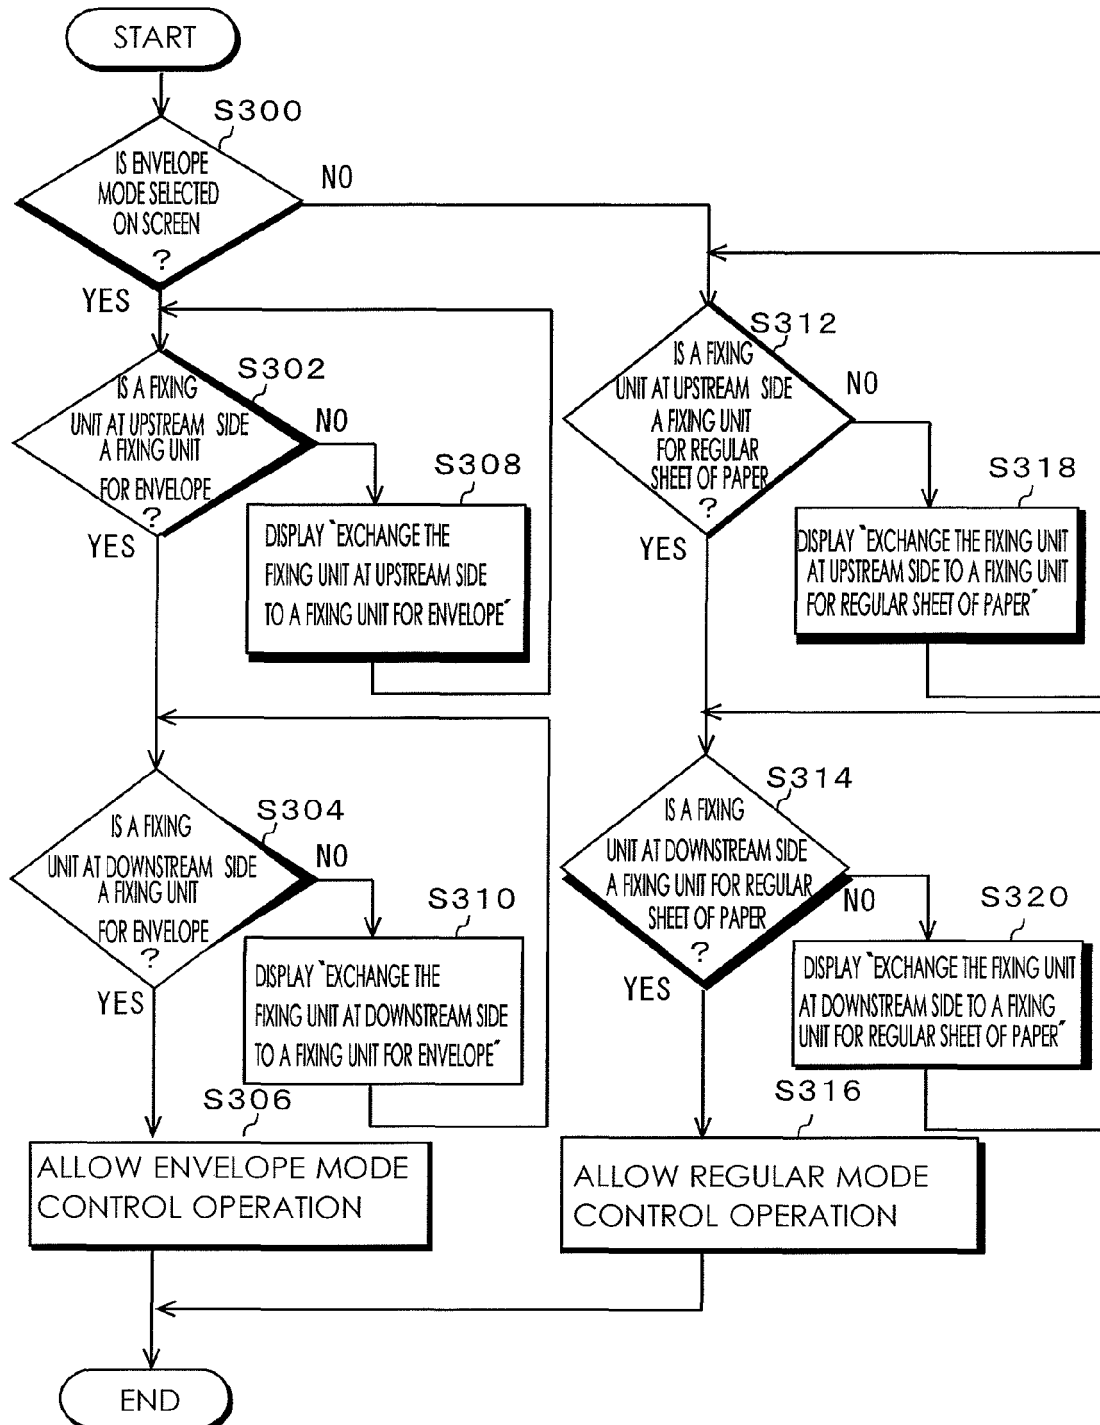 START
S300
IS ENVELOPE
MODE SELECTED
ON SCREEN
?
NO
YES
S302
IS A FIXING
UNIT AT UPSTREAM SIDE
A FIXING UNIT
FOR ENVELOPE
?
NO
YES
S308
DISPLAY "EXCHANGE THE
FIXING UNIT AT UPSTREAM SIDE
TO A FIXING UNIT FOR ENVELOPE"
S304
IS A FIXING
UNIT AT DOWNSTREAM SIDE
A FIXING UNIT
FOR ENVELOPE
?
NO
YES
S310
DISPLAY "EXCHANGE THE
FIXING UNIT AT DOWNSTREAM SIDE
TO A FIXING UNIT FOR ENVELOPE"
S306
ALLOW ENVELOPE MODE
CONTROL OPERATION
S312
IS A FIXING
UNIT AT UPSTREAM SIDE
A FIXING UNIT
FOR REGULAR
SHEET OF PAPER
?
NO
YES
S318
DISPLAY "EXCHANGE THE FIXING UNIT
AT UPSTREAM SIDE TO A FIXING UNIT
FOR REGULAR SHEET OF PAPER"
S314
IS A FIXING
UNIT AT DOWNSTREAM SIDE
A FIXING UNIT FOR REGULAR
SHEET OF PAPER
?
NO
YES
S320
DISPLAY "EXCHANGE THE FIXING UNIT
AT DOWNSTREAM SIDE TO A FIXING
UNIT FOR REGULAR SHEET OF PAPER"
S316
ALLOW REGULAR MODE
CONTROL OPERATION
END